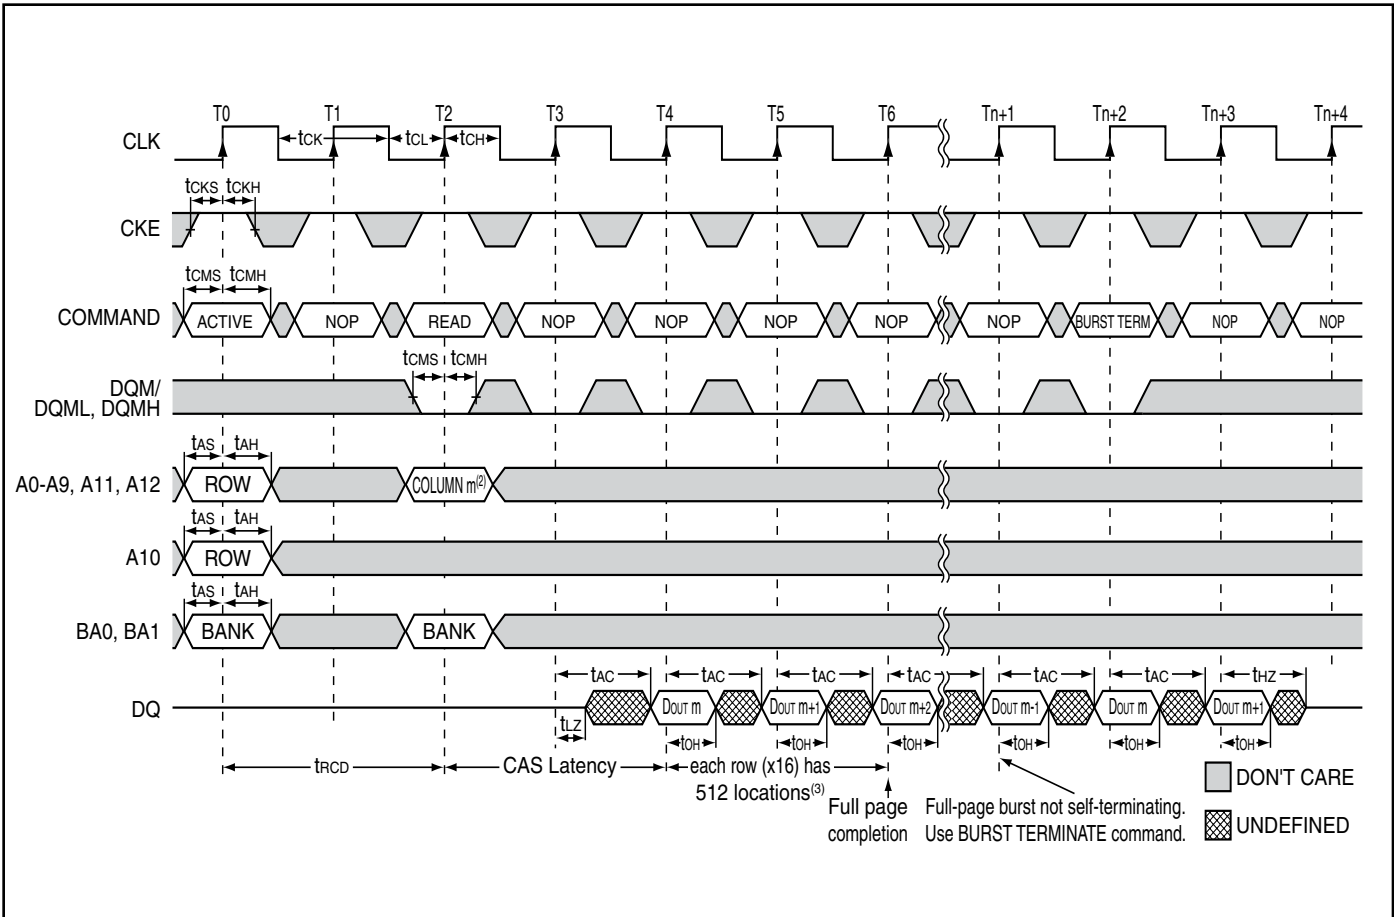 T0 T1 T2 T3 T4 T5 T6 Tn+1 Tn+2 Tn+3 Tn+4
CLK tCK tCL tCH
tCKS tCKH
CKE
tCMS tCMH
COMMAND ACTIVE NOP READ NOP NOP NOP NOP NOP BURST TERM NOP NOP
tCMS tCMH
DQM/
DQML, DQMH
tAS tAH
A0-A9, A11, A12 ROW COLUMN m(2)
tAS tAH
A10 ROW
tAS tAH
BA0, BA1 BANK BANK
tAC tAC tAC tAC tAC tAC tHZ
DQ DOUT m DOUT m+1 DOUT m+2 DOUT m-1 DOUT m DOUT m+1
tLZ tOH tOH tOH tOH tOH tOH
tRCD CAS Latency each row (x16) has
512 locations(3)
Full page
completion
Full-page burst not self-terminating.
Use BURST TERMINATE command.
DON'T CARE
UNDEFINED